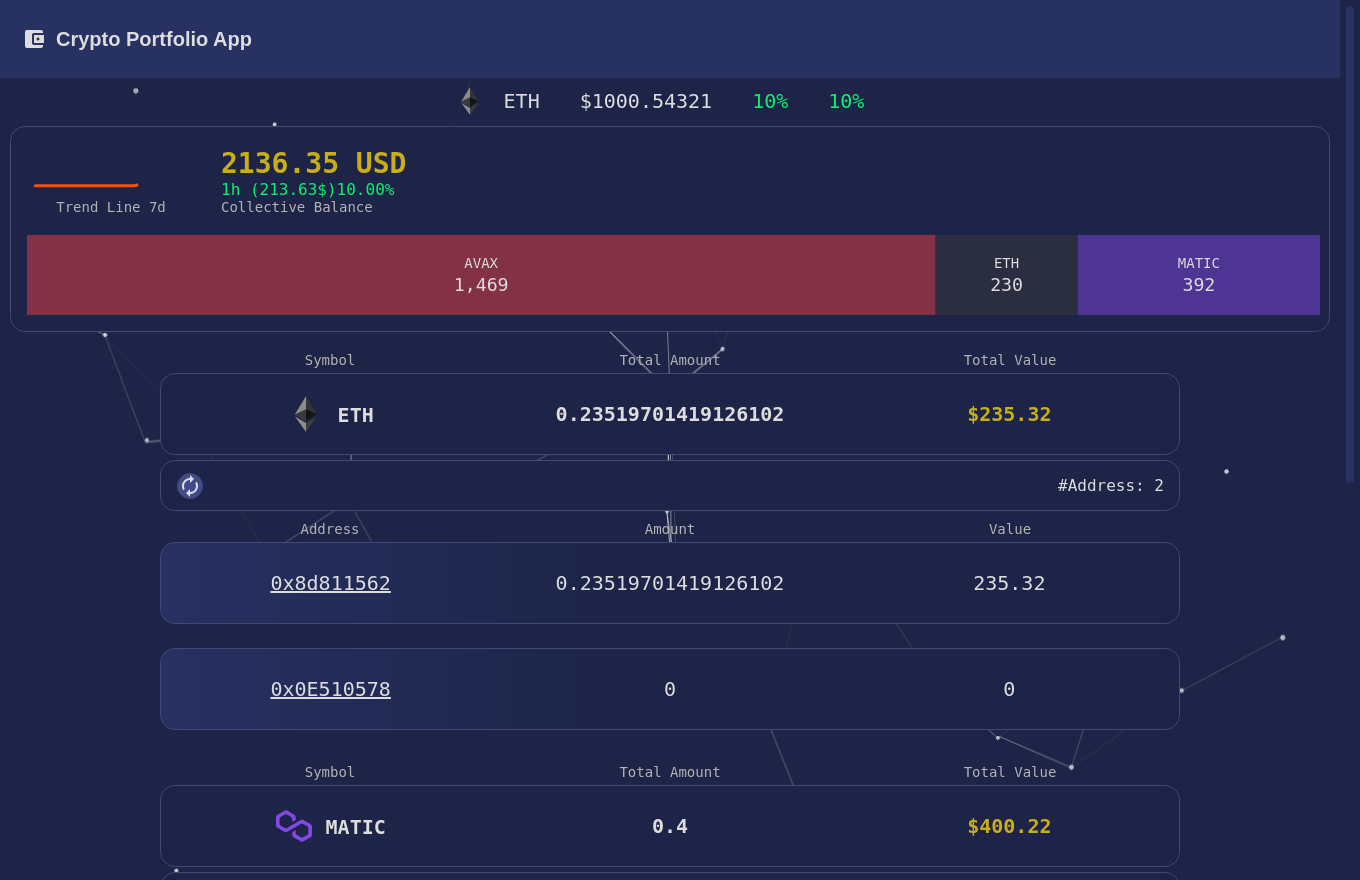 Crypto Portfolio App
ETH $1000.54321 10% 10%
2136.35 USD
1h (213.63$)10.00%
Trend Line 7d Collective Balance
AVAX ETH MATIC
1,469 230 392
Symbol Total Amount Total Value
ETH 0.23519701419126102 $235.32
#Address: 2
Address Amount Value
0x8d811562 0.23519701419126102 235.32
0x0E510578 0 0
Symbol Total Amount Total Value
MATIC 0.4 $400.22